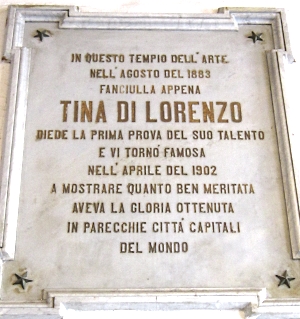 IN QUESTO TEMPIO DELL'ARTE
NELL'AGOSTO DEL 1883
FANCIULLA APPENA
TINA DI LORENZO
DIEDE LA PRIMA PROVA DEL SUO TALENTO
E VI TORNÒ FAMOSA
NELL'APRILE DEL 1902
A MOSTRARE QUANTO BEN MERITATA
AVEVA LA GLORIA OTTENUTA
IN PARECCHIE CITTÀ CAPITALI
DEL MONDO